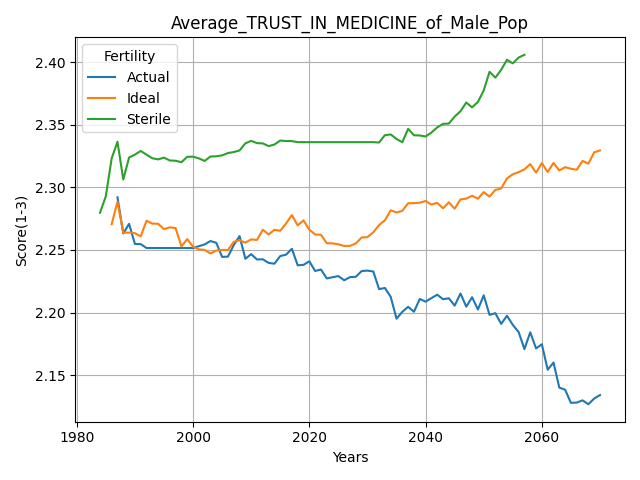 Average_TRUST_IN_MEDICINE_of_Male_Pop
Fertility
Actual
Ideal
Sterile
Score(1-3)
2.40
2.35
2.30
2.25
2.20
2.15
1980 2000 2020 2040 2060
Years